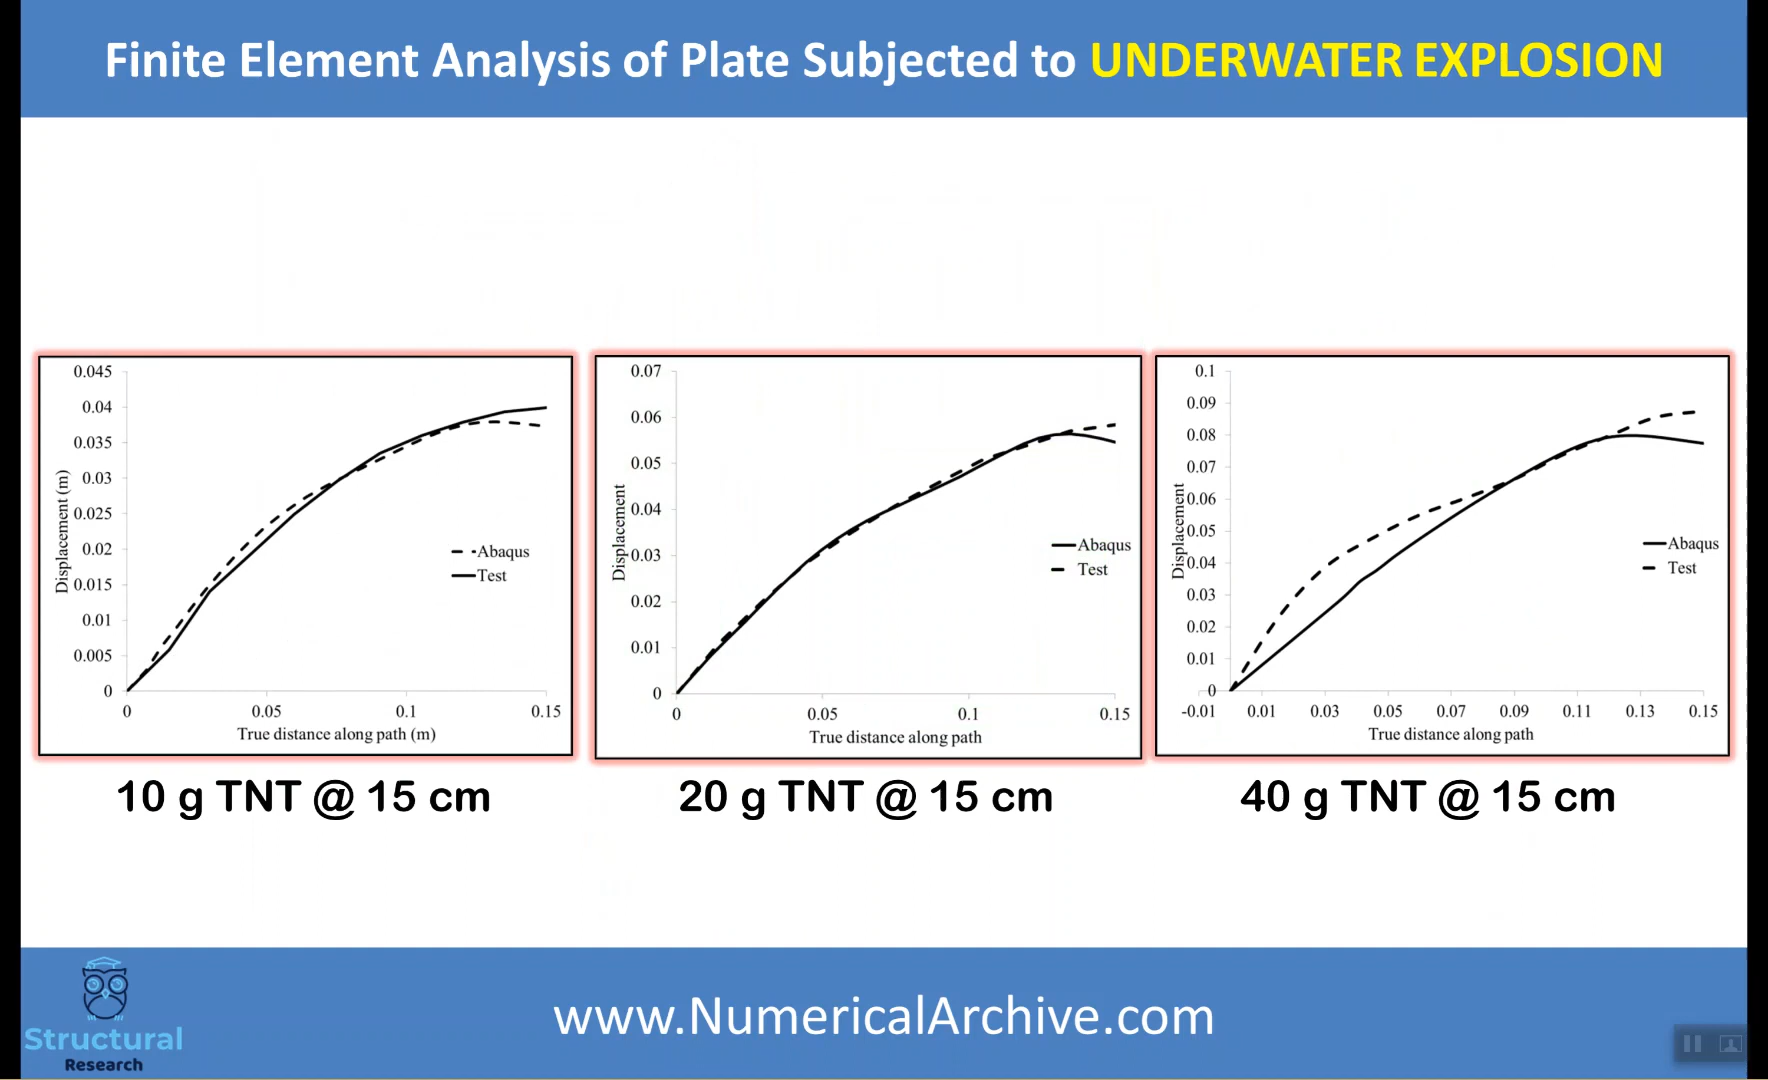 Finite Element Analysis of Plate Subjected to UNDERWATER EXPLOSION
0.045
0.04
0.035
0.03
0.025
0.02
0.015
0.01
0.005
0
Displacement (m)
Abaqus
Test
0 0.05 0.1 0.15
True distance along path (m)
10 g TNT @ 15 cm
0.07
0.06
0.05
0.04
0.03
0.02
0.01
0
Displacement
Abaqus
Test
0 0.05 0.1 0.15
True distance along path
20 g TNT @ 15 cm
0.1
0.09
0.08
0.07
0.06
0.05
0.04
0.03
0.02
0.01
0
Displacement
Abaqus
Test
-0.01 0.01 0.03 0.05 0.07 0.09 0.11 0.13 0.15
True distance along path
40 g TNT @ 15 cm
Structural
Research
www.NumericalArchive.com